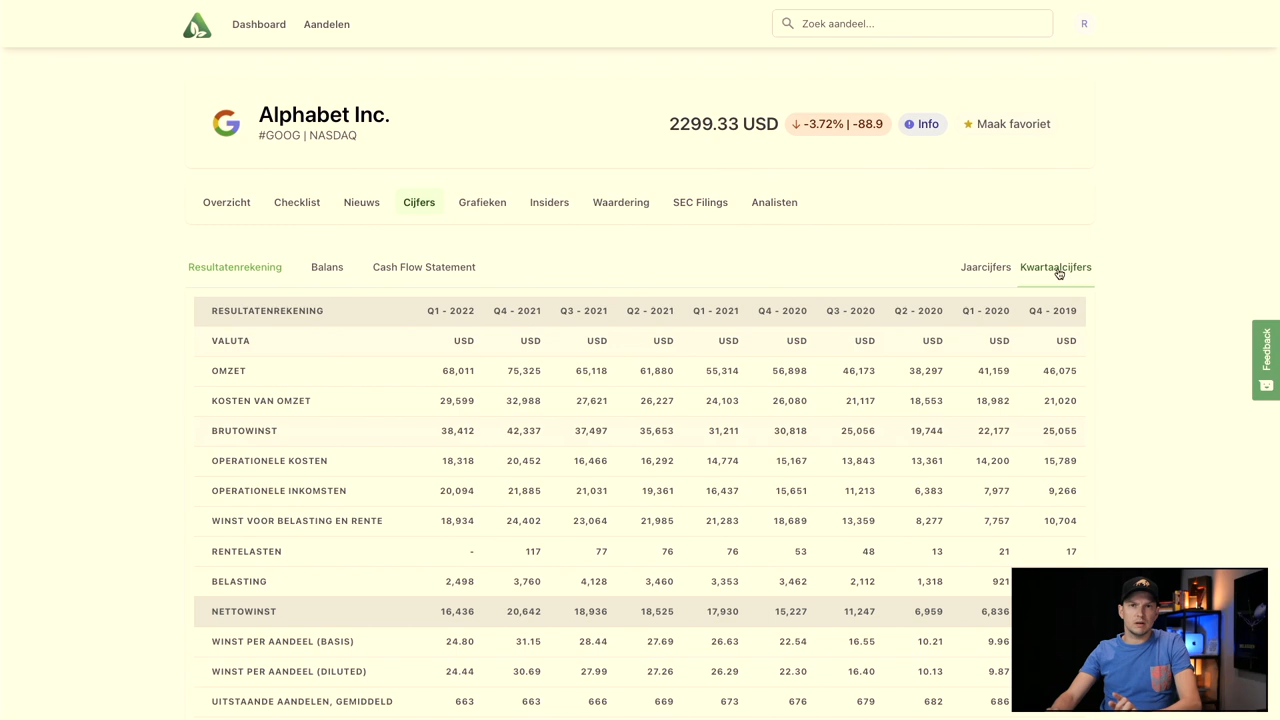 Dashboard Aandelen Zoek aandeel... R
Alphabet Inc.
#GOOG | NASDAQ
2299.33 USD -3.72% | -88.9 Info Maak favoriet
Overzicht Checklist Nieuws Cijfers Grafieken Insiders Waardering SEC Filings Analisten
Resultatenrekening Balans Cash Flow Statement Jaarcijfers Kwartaalcijfers
RESULTATENREKENING Q1 - 2022 Q4 - 2021 Q3 - 2021 Q2 - 2021 Q1 - 2021 Q4 - 2020 Q3 - 2020 Q2 - 2020 Q1 - 2020 Q4 - 2019
VALUTA USD USD USD USD USD USD USD USD USD USD
OMZET 68,011 75,325 65,118 61,880 55,314 56,898 46,173 38,297 41,159 46,075
KOSTEN VAN OMZET 29,599 32,988 27,621 26,227 24,103 26,080 21,117 18,553 18,982 21,020
BRUTOWINST 38,412 42,337 37,497 35,653 31,211 30,818 25,056 19,744 22,177 25,055
OPERATIONELE KOSTEN 18,318 20,452 16,466 16,292 14,774 15,167 13,843 13,361 14,200 15,789
OPERATIONELE INKOMSTEN 20,094 21,885 21,031 19,361 16,437 15,651 11,213 6,383 7,977 9,266
WINST VOOR BELASTING EN RENTE 18,934 24,402 23,064 21,985 21,283 18,689 13,359 8,277 7,757 10,704
RENTELASTEN - 117 77 76 76 53 48 13 21 17
BELASTING 2,498 3,760 4,128 3,460 3,353 3,462 2,112 1,318 921
NETTOWINST 16,436 20,642 18,936 18,525 17,930 15,227 11,247 6,959 6,836
WINST PER AANDEEL (BASIS) 24.80 31.15 28.44 27.69 26.63 22.54 16.55 10.21 9.96
WINST PER AANDEEL (DILUTED) 24.44 30.69 27.99 27.26 26.29 22.30 16.40 10.13 9.87
UITSTAANDE AANDELEN, GEMIDDELD 663 663 666 669 673 676 679 682 686
Feedback